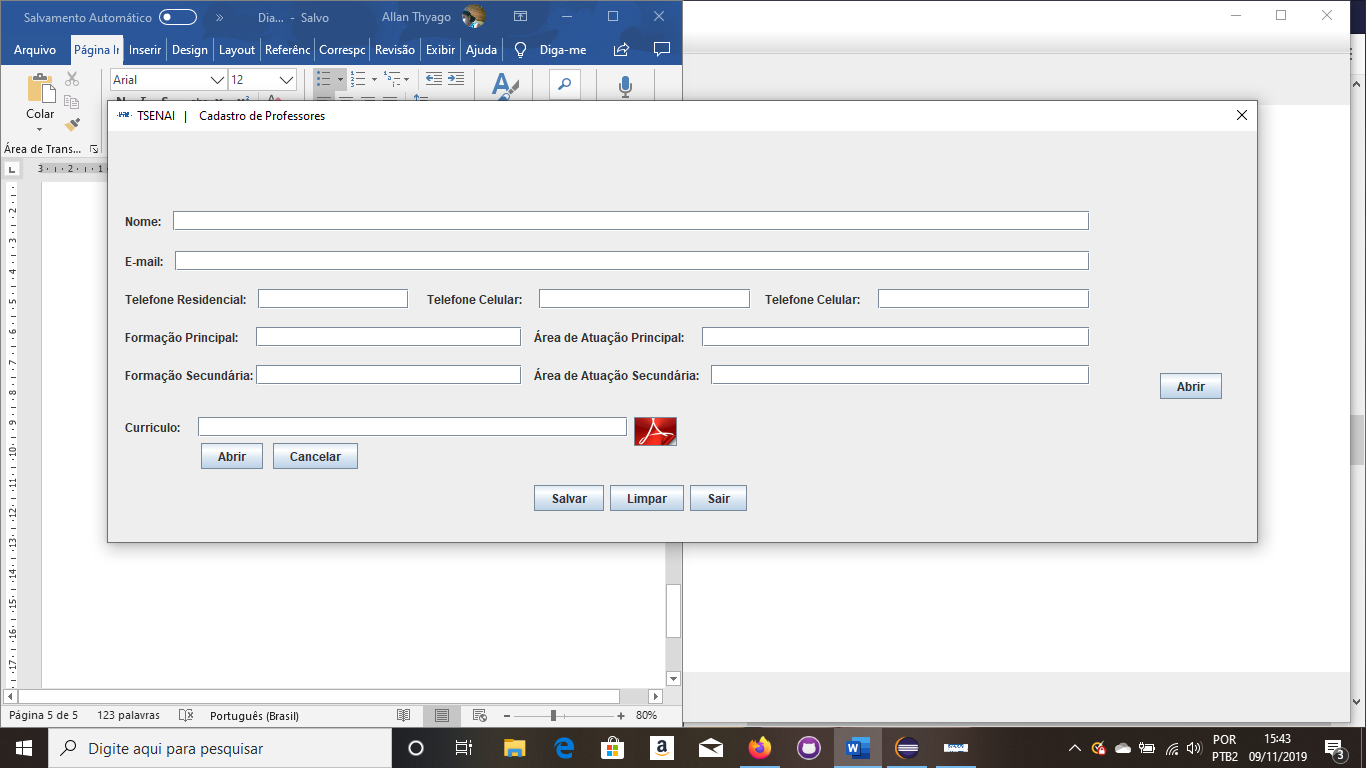 Salvamento Automático » Dia... - Salvo Allan Thyago
Arquivo Página Ir Inserir Design Layout Referênc Correspc Revisão Exibir Ajuda Diga-me
Arial 12
Colar
Área de Trans...
TSENAI | Cadastro de Professores
Nome:
E-mail:
Telefone Residencial: Telefone Celular: Telefone Celular:
Formação Principal: Área de Atuação Principal:
Formação Secundária: Área de Atuação Secundária:
Abrir
Curriculo:
Abrir Cancelar
Salvar Limpar Sair
Página 5 de 5 123 palavras Português (Brasil) 80%
Digite aqui para pesquisar
POR 15:43
PTB2 09/11/2019 3